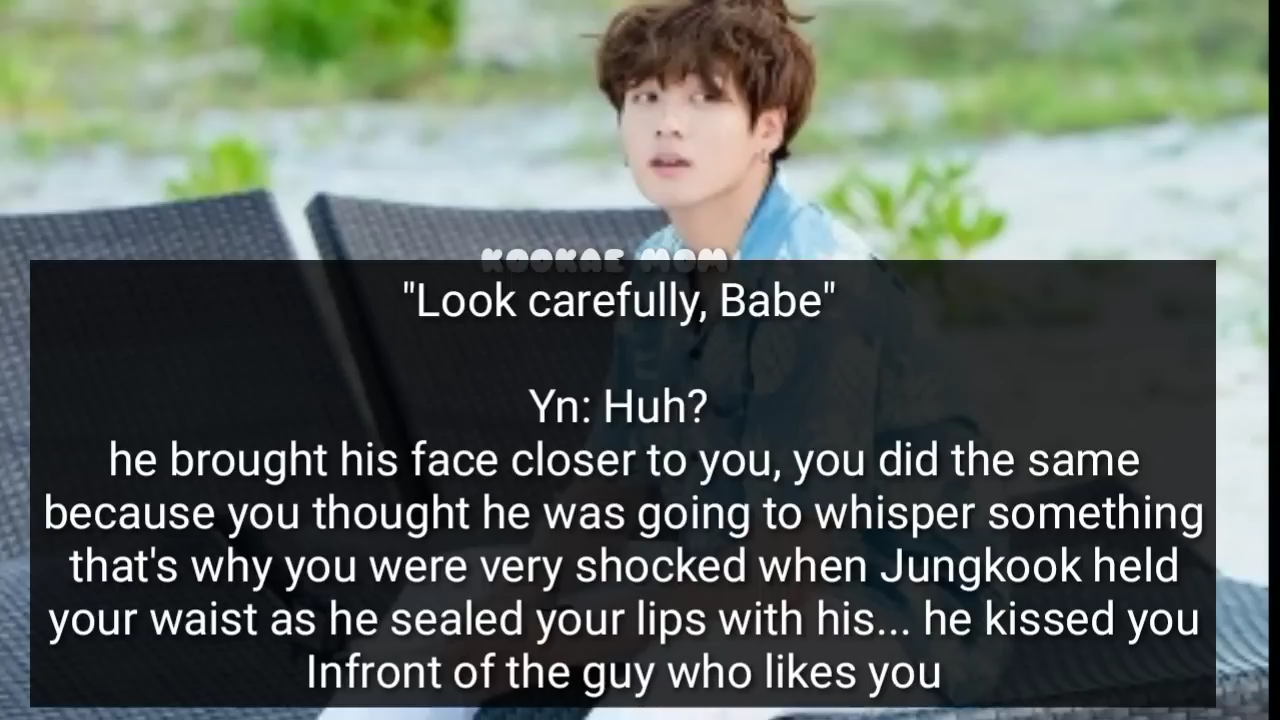 KOOKAE MOM
"Look carefully, Babe"
Yn: Huh?
he brought his face closer to you, you did the same
because you thought he was going to whisper something
that's why you were very shocked when Jungkook held
your waist as he sealed your lips with his... he kissed you
Infront of the guy who likes you